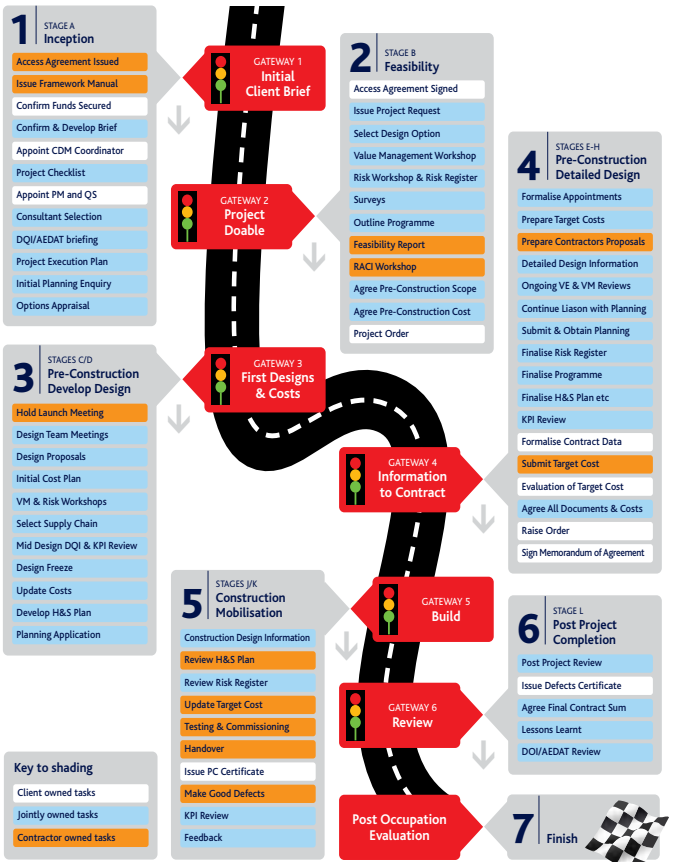 1
STAGE A
Inception
Access Agreement Issued
Issue Framework Manual
Confirm Funds Secured
Confirm & Develop Brief
Appoint CDM Coordinator
Project Checklist
Appoint PM and QS
Consultant Selection
DQI/AEDAT briefing
Project Execution Plan
Initial Planning Enquiry
Options Appraisal
GATEWAY 1
Initial
Client Brief
2
STAGE B
Feasibility
Access Agreement Signed
Issue Project Request
Select Design Option
Value Management Workshop
Risk Workshop & Risk Register
Surveys
Outline Programme
Feasibility Report
RACI Workshop
Agree Pre-Construction Scope
Agree Pre-Construction Cost
Project Order
GATEWAY 2
Project
Doable
3
STAGES C/D
Pre-Construction
Develop Design
Hold Launch Meeting
Design Team Meetings
Design Proposals
Initial Cost Plan
VM & Risk Workshops
Select Supply Chain
Mid Design DQI & KPI Review
Design Freeze
Update Costs
Develop H&S Plan
Planning Application
GATEWAY 3
First Designs
& Costs
4
STAGES E-H
Pre-Construction
Detailed Design
Formalise Appointments
Prepare Target Costs
Prepare Contractors Proposals
Detailed Design Information
Ongoing VE & VM Reviews
Continue Liason with Planning
Submit & Obtain Planning
Finalise Risk Register
Finalise Programme
Finalise H&S Plan etc
KPI Review
Formalise Contract Data
Submit Target Cost
Evaluation of Target Cost
Agree All Documents & Costs
Raise Order
Sign Memorandum of Agreement
GATEWAY 4
Information
to Contract
5
STAGES J/K
Construction
Mobilisation
Construction Design Information
Review H&S Plan
Review Risk Register
Update Target Cost
Testing & Commissioning
Handover
Issue PC Certificate
Make Good Defects
KPI Review
Feedback
GATEWAY 5
Build
6
STAGE L
Post Project
Completion
Post Project Review
Issue Defects Certificate
Agree Final Contract Sum
Lessons Learnt
DOI/AEDAT Review
GATEWAY 6
Review
Key to shading
Client owned tasks
Jointly owned tasks
Contractor owned tasks
Post Occupation
Evaluation
7
Finish